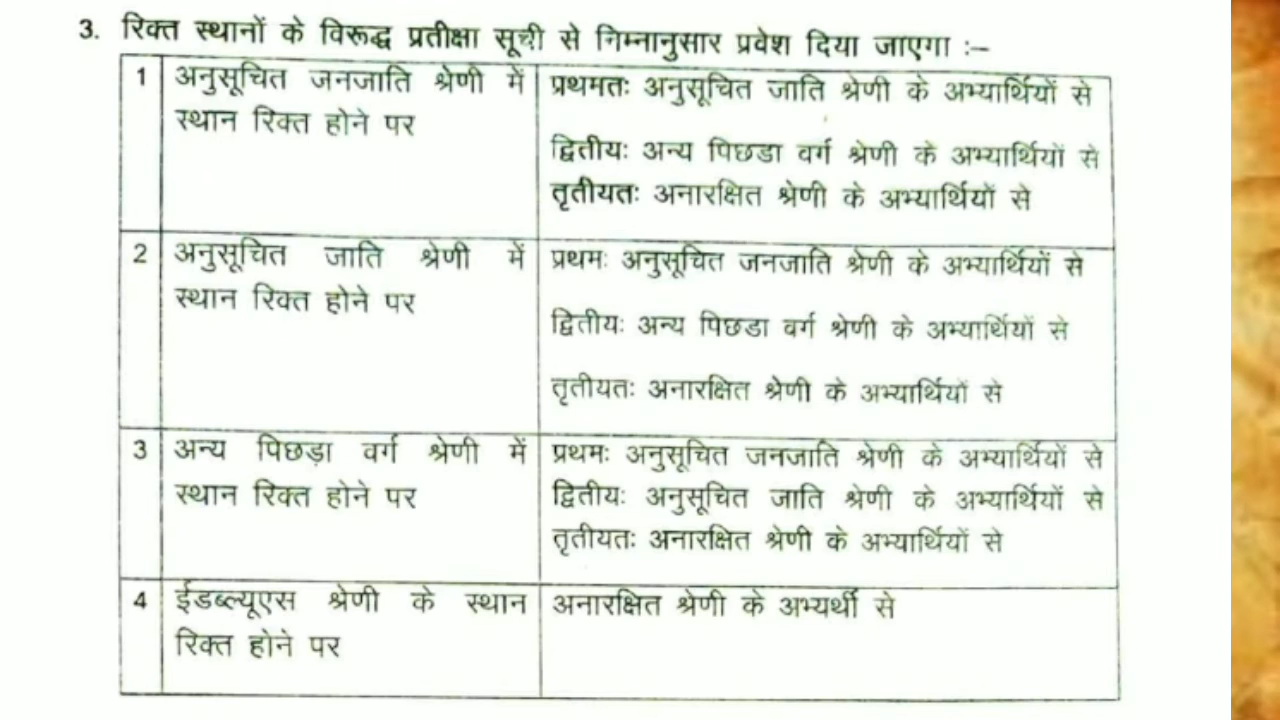 3. रिक्त स्थानों के विरूद्ध प्रतीक्षा सूची से निम्नानुसार प्रवेश दिया जाएगा :–
1 अनुसूचित जनजाति श्रेणी में
स्थान रिक्त होने पर
प्रथमतः अनुसूचित जाति श्रेणी के अभ्यार्थियों से
द्वितीयः अन्य पिछडा वर्ग श्रेणी के अभ्यार्थियों से
तृतीयतः अनारक्षित श्रेणी के अभ्यार्थियों से
2 अनुसूचित जाति श्रेणी में
स्थान रिक्त होने पर
प्रथमः अनुसूचित जनजाति श्रेणी के अभ्यार्थियों से
द्वितीयः अन्य पिछडा वर्ग श्रेणी के अभ्यार्थियों से
तृतीयतः अनारक्षित श्रेणी के अभ्यार्थियों से
3 अन्य पिछड़ा वर्ग श्रेणी में
स्थान रिक्त होने पर
प्रथमः अनुसूचित जनजाति श्रेणी के अभ्यार्थियों से
द्वितीयः अनुसूचित जाति श्रेणी के अभ्यार्थियों से
तृतीयतः अनारक्षित श्रेणी के अभ्यार्थियों से
4 ईडब्ल्यूएस श्रेणी के स्थान
रिक्त होने पर
अनारक्षित श्रेणी के अभ्यर्थी से